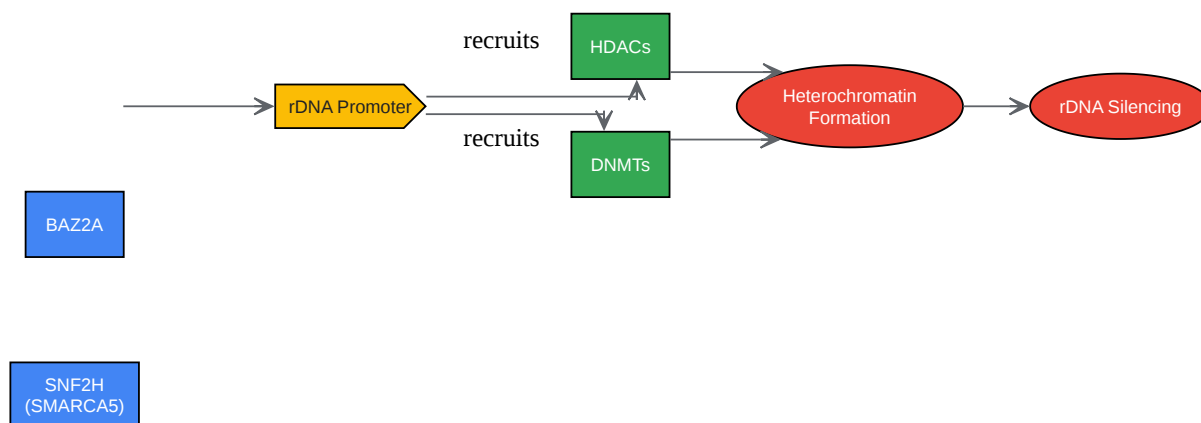 recruits
HDACs
rDNA Promoter
Heterochromatin
Formation
rDNA Silencing
recruits
DNMTs
BAZ2A
SNF2H
(SMARCA5)